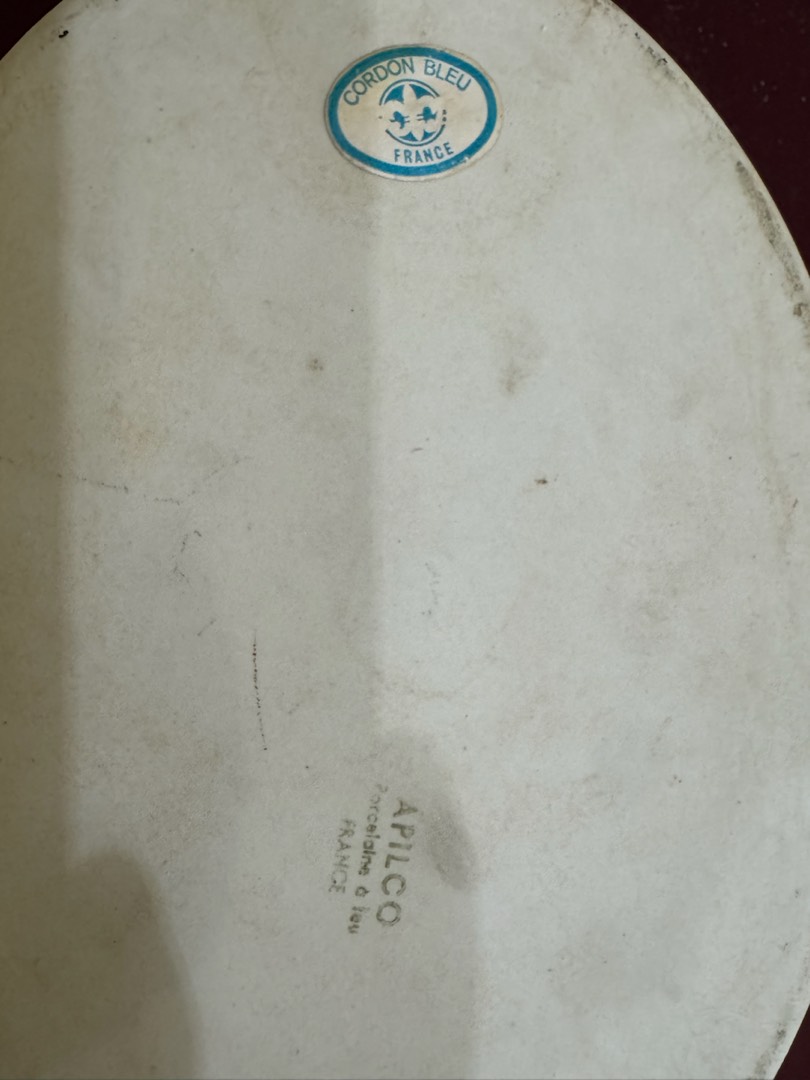 CORDON BLEU
FRANCE
APILCO
Porcelaine à feu
FRANCE